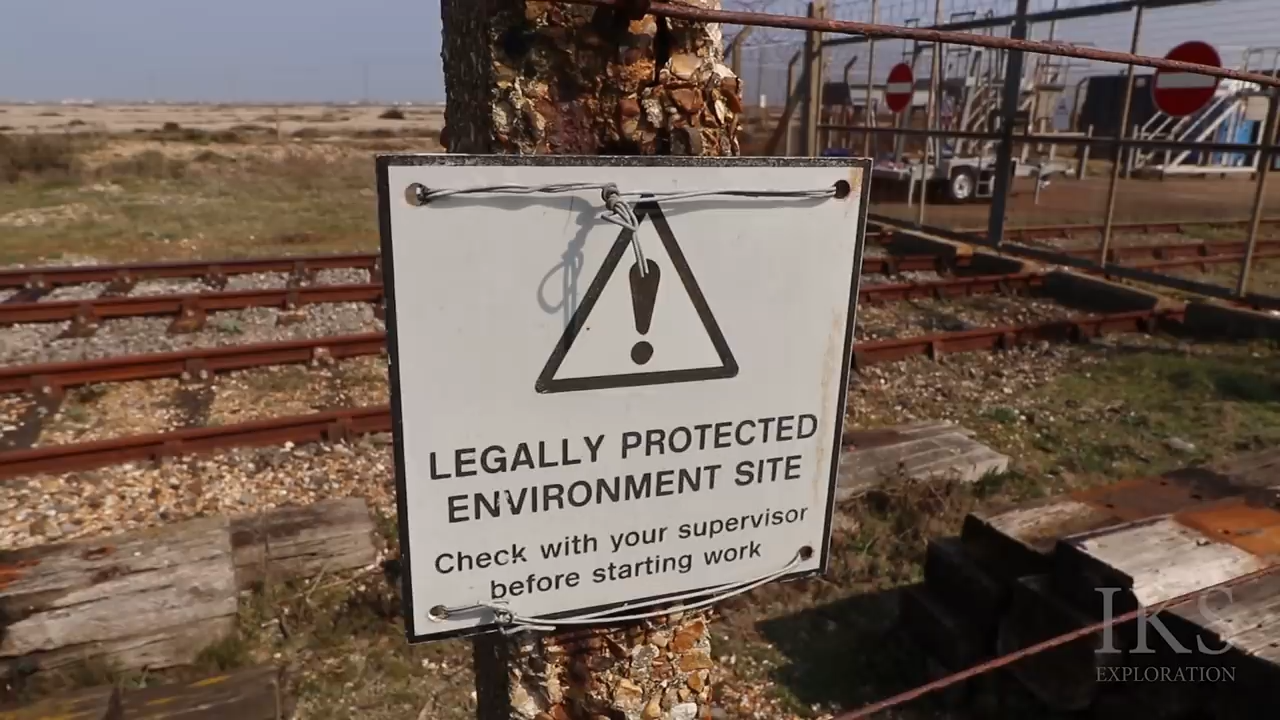 LEGALLY PROTECTED
ENVIRONMENT SITE
Check with your supervisor
before starting work
IKS
EXPLORATION